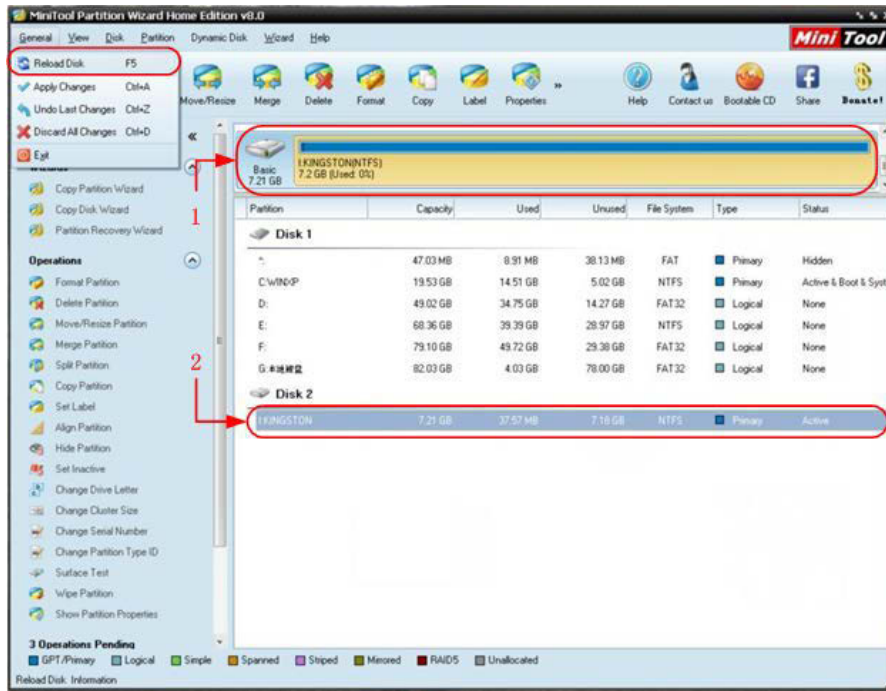 MiniTool Partition Wizard Home Edition v8.0
General View Disk Partition Dynamic Disk Wizard Help
Mini Tool
Reload Disk F5
Apply Changes Ctrl+A
Undo Last Changes Ctrl+Z
Discard All Changes Ctrl+D
Exit
Move/Resize Merge Delete Format Copy Label Properties » Help Contact us Bootable CD Share Donate!
«
Copy Partition Wizard
Copy Disk Wizard
Partition Recovery Wizard
Operations
Format Partition
Delete Partition
Move/Resize Partition
Merge Partition
Split Partition
Copy Partition
Set Label
Align Partition
Hide Partition
Set Inactive
Change Drive Letter
Change Cluster Size
Change Serial Number
Change Partition Type ID
Surface Test
Wipe Partition
Show Partition Properties
3 Operations Pending
1
2
Basic
7.21 GB
I:KINGSTON(NTFS)
7.2 GB (Used: 0%)
Partition Capacity Used Unused File System Type Status
Disk 1
*: 47.03 MB 8.91 MB 38.13 MB FAT Primary Hidden
C:WINXP 19.53 GB 14.51 GB 5.02 GB NTFS Primary Active & Boot & Syst
D: 49.02 GB 34.75 GB 14.27 GB FAT32 Logical None
E: 68.36 GB 39.39 GB 28.97 GB NTFS Logical None
F: 79.10 GB 49.72 GB 29.38 GB FAT32 Logical None
G:本地磁盘 82.03 GB 4.03 GB 78.00 GB FAT32 Logical None
Disk 2
I:KINGSTON 7.21 GB 37.57 MB 7.18 GB NTFS Primary Active
GPT/Primary Logical Simple Spanned Striped Mirrored RAID5 Unallocated
Reload Disk Information